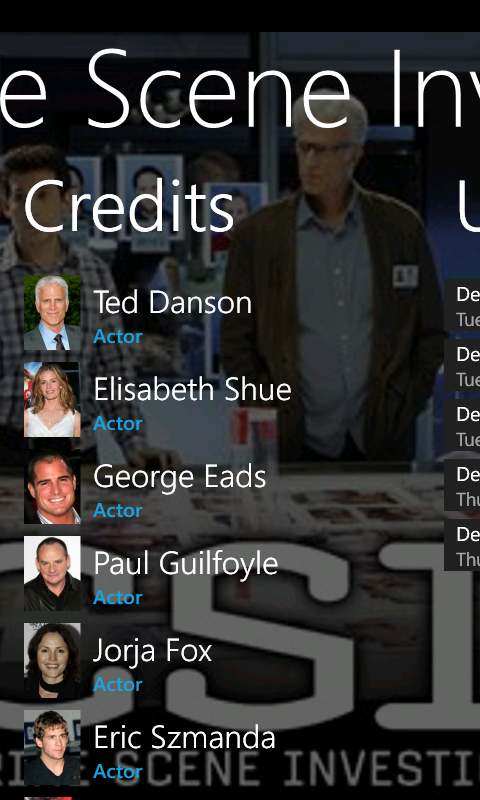 e Scene Inv
Credits
U
Ted Danson
Actor
Elisabeth Shue
Actor
George Eads
Actor
Paul Guilfoyle
Actor
Jorja Fox
Actor
Eric Szmanda
Actor
De
Tue
De
Tue
De
Tue
De
Thu
De
Thu
CSI
RIME SCENE INVESTI